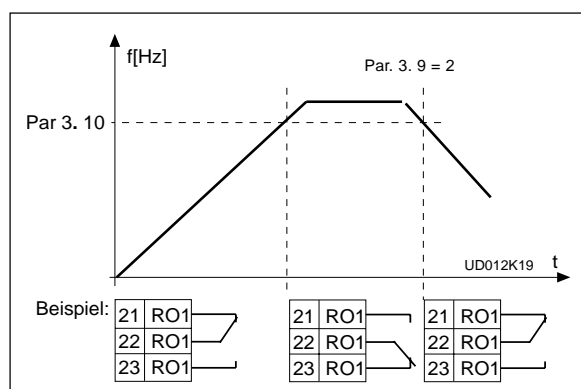 f[Hz]
Par. 3. 9 = 2
Par 3. 10
UD012K19
t
Beispiel:
21 RO1
22 RO1
23 RO1
21 RO1
22 RO1
23 RO1
21 RO1
22 RO1
23 RO1